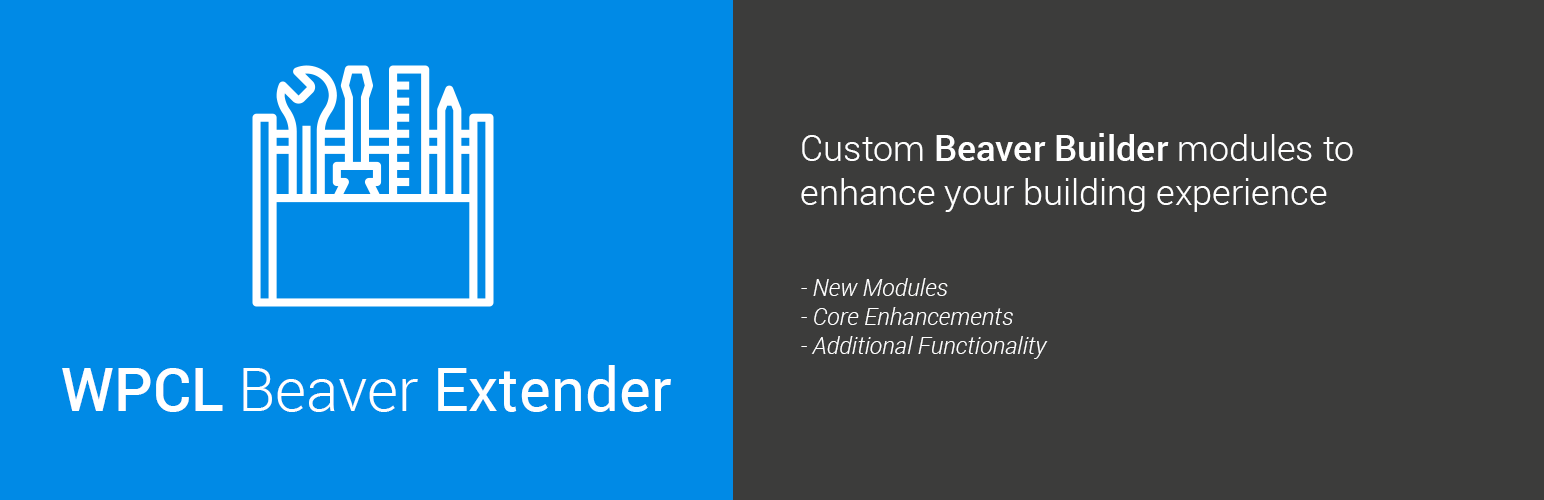 WPCL Beaver Extender
Custom Beaver Builder modules to
enhance your building experience
- New Modules
- Core Enhancements
- Additional Functionality